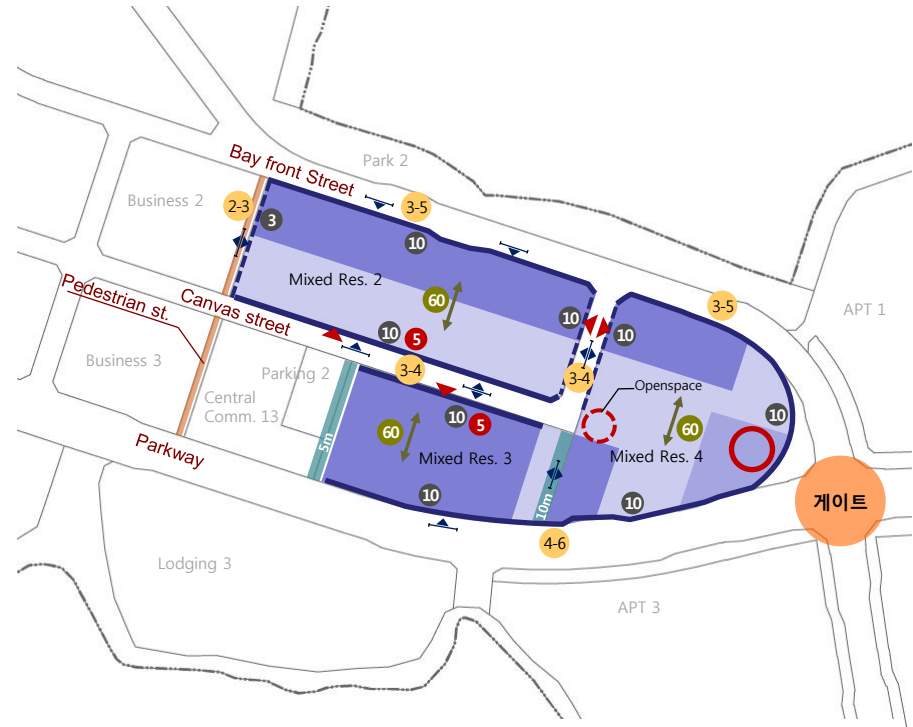 Bay front Street
Park 2
Business 2
2-3
3-5
3
10
Mixed Res. 2
60
Pedestrian st.
Canvas street
10
5
10
10
3-5
APT 1
Business 3
Parking 2
3-4
3-4
Openspace
Central
Comm. 13
60
10
5
60
10
Parkway
5m
Mixed Res. 3
Mixed Res. 4
10
10m
10
게이트
4-6
Lodging 3
APT 3